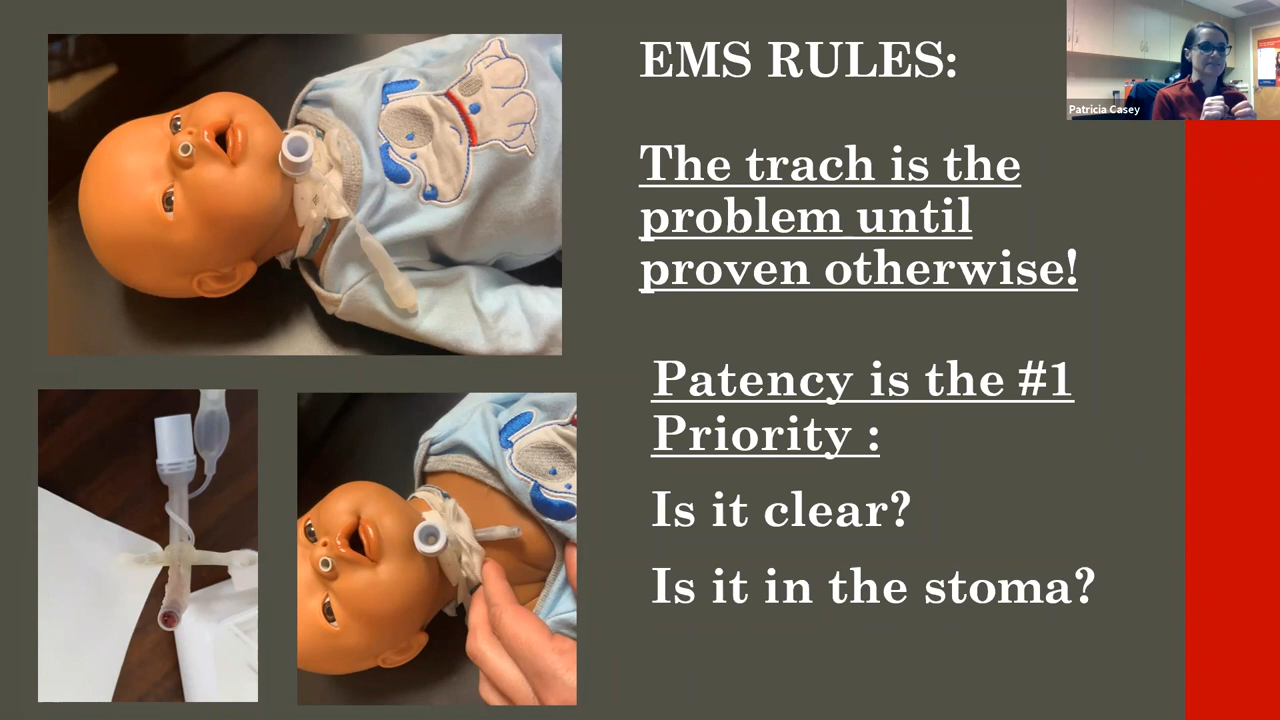 EMS RULES:
Patricia Casey
The trach is the
problem until
proven otherwise!
Patency is the #1
Priority :
Is it clear?
Is it in the stoma?